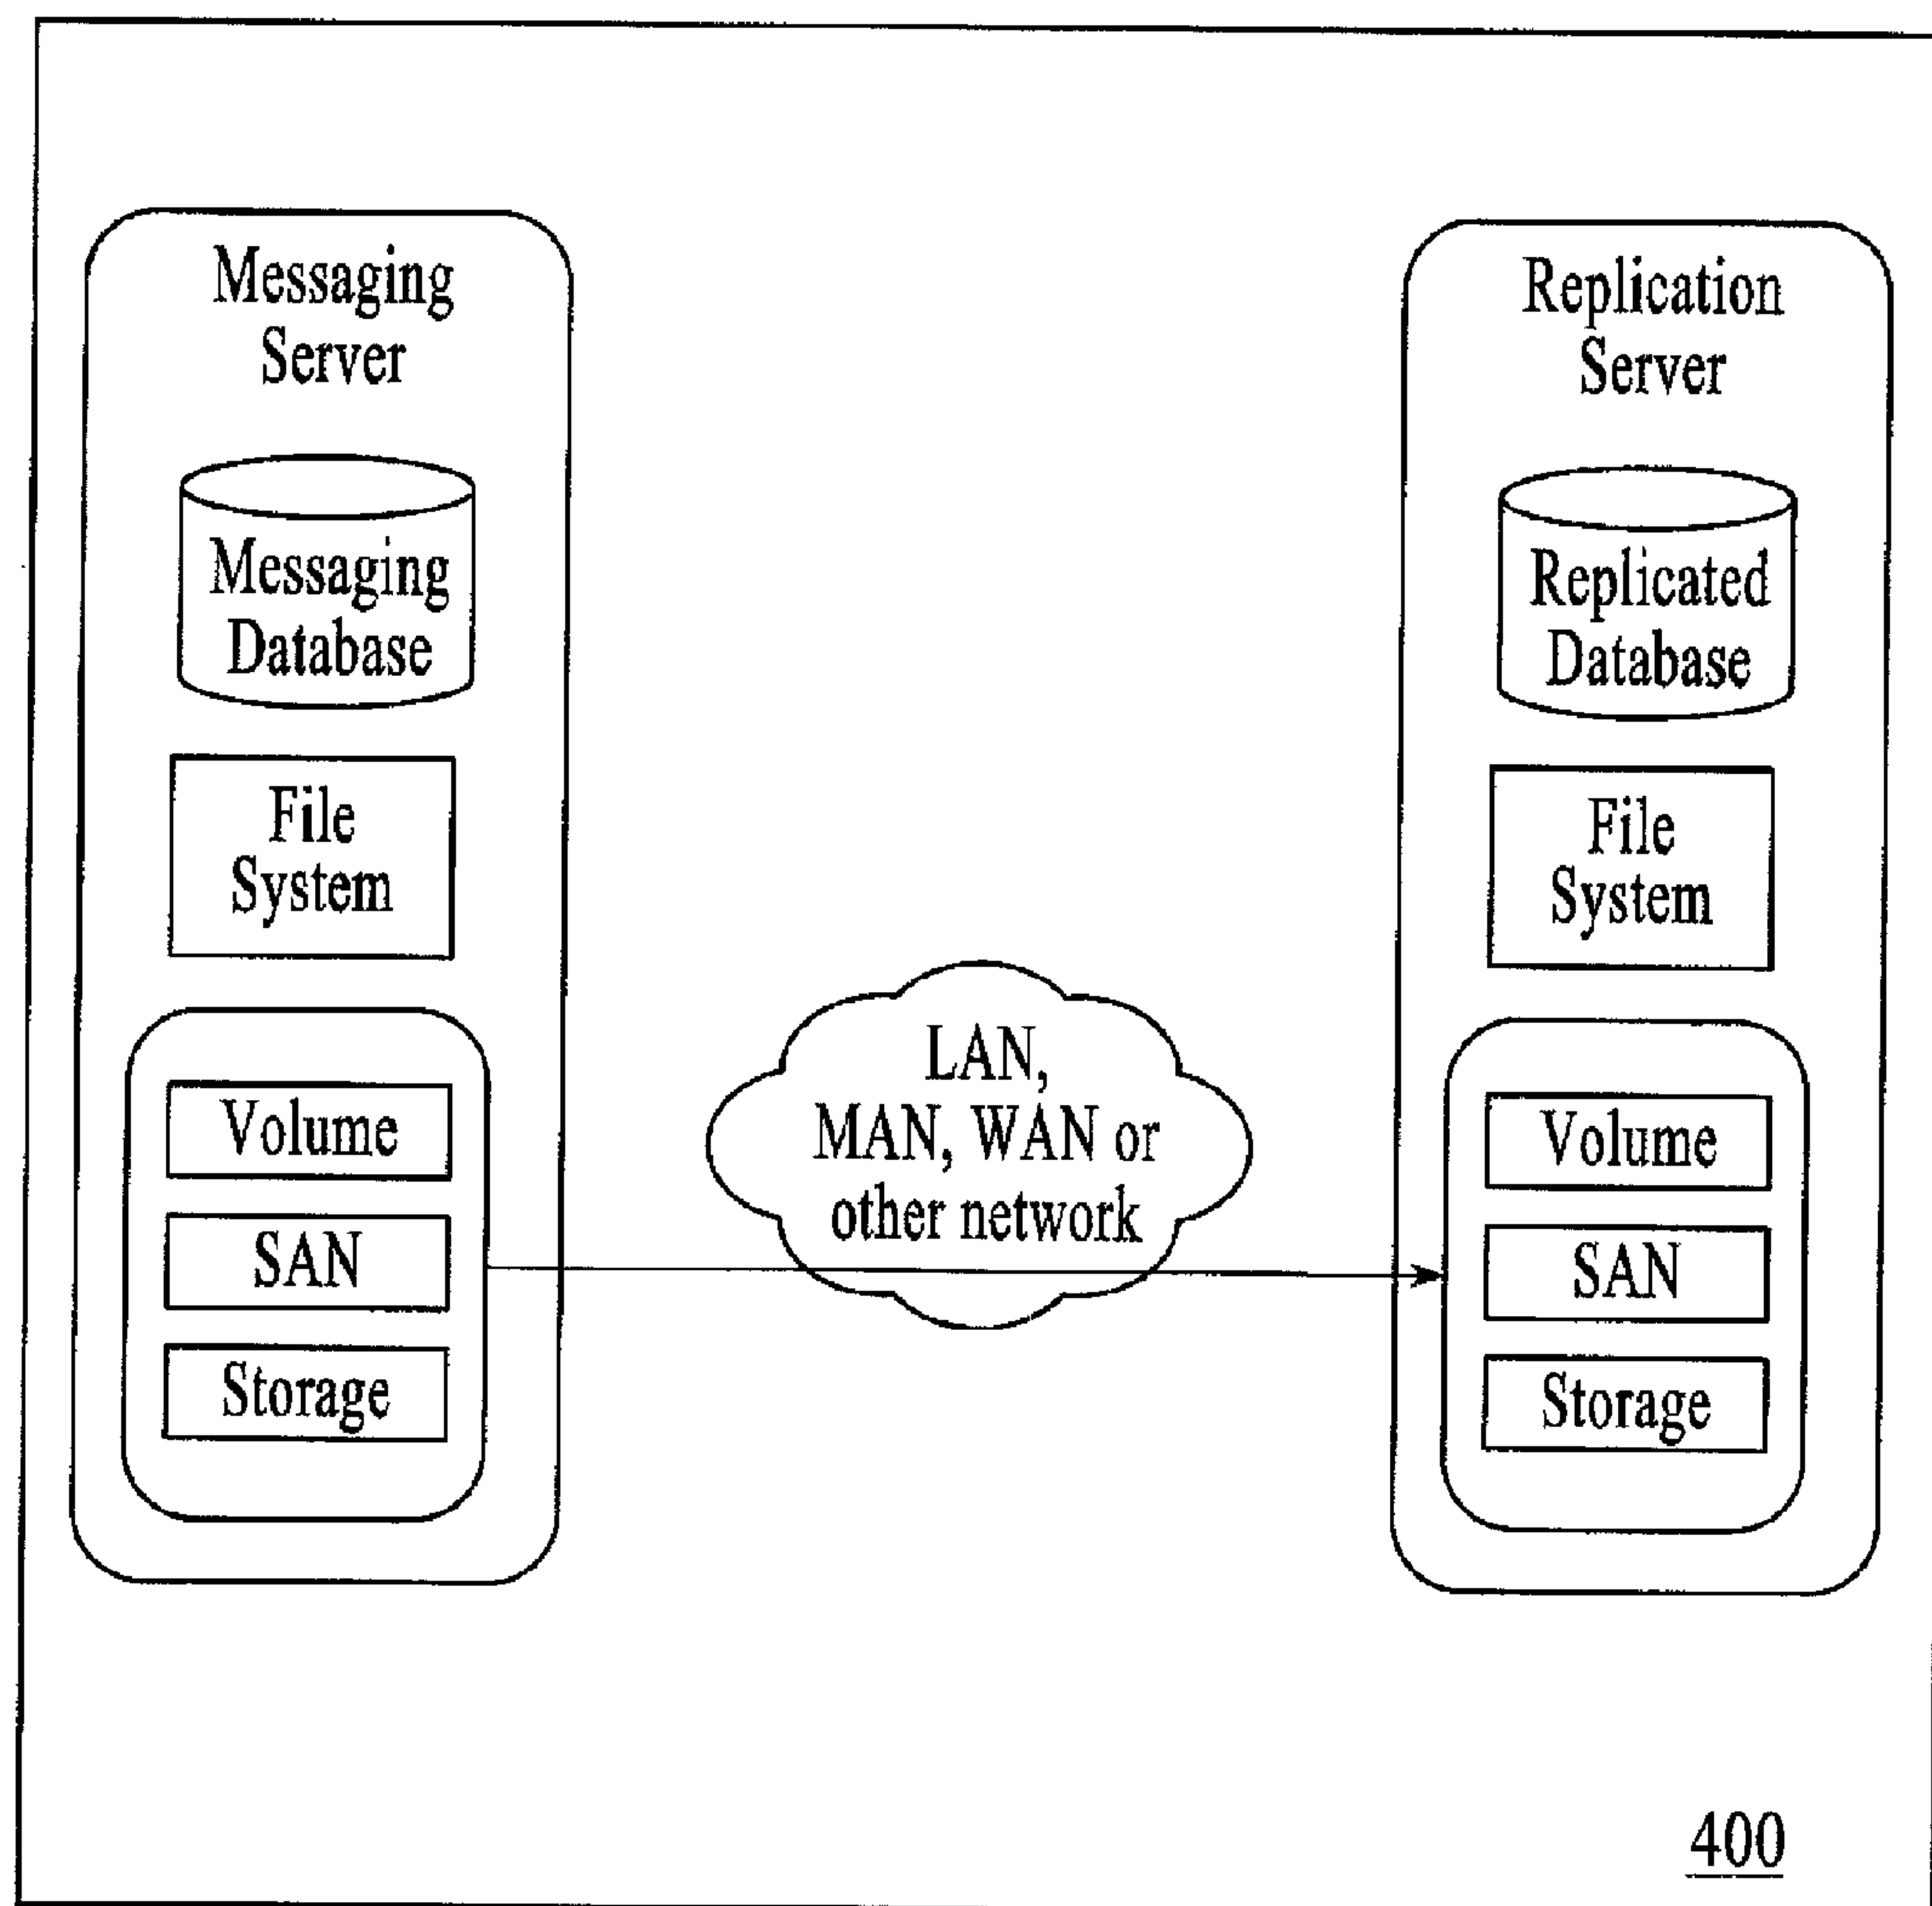 Messaging
Server
Messaging
Database
File
System
Volume
SAN
Storage
LAN,
MAN, WAN or
other network
Replication
Server
Replicated
Database
File
System
Volume
SAN
Storage
400